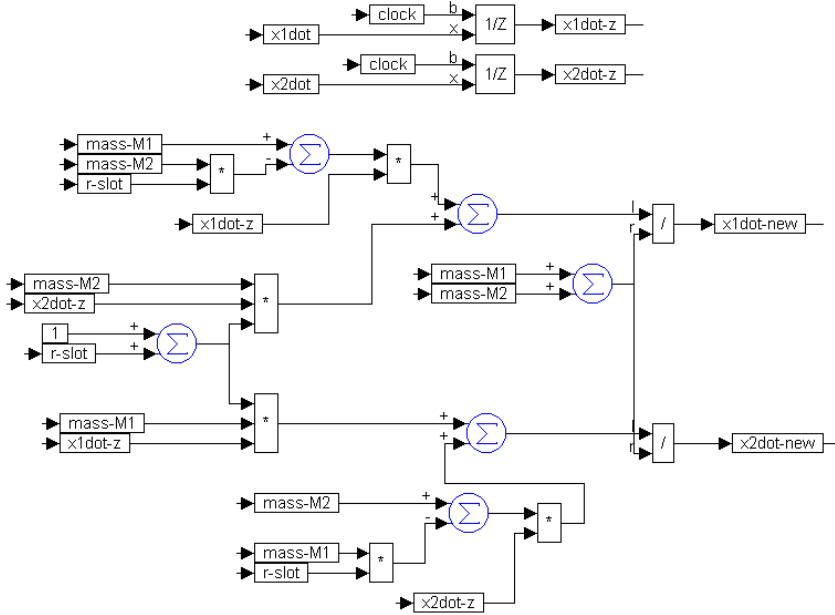 clock b
x1dot x 1/Z x1dot-z
clock b
x2dot x 1/Z x2dot-z
mass-M1 +
mass-M2 * - Σ *
r-slot
x1dot-z + Σ l / x1dot-new
+ r
mass-M2
x2dot-z *
mass-M1 +
mass-M2 + Σ
1 +
r-slot + Σ
mass-M1 * + Σ l / x2dot-new
x1dot-z + r
mass-M2 + Σ *
-
mass-M1 *
r-slot
x2dot-z